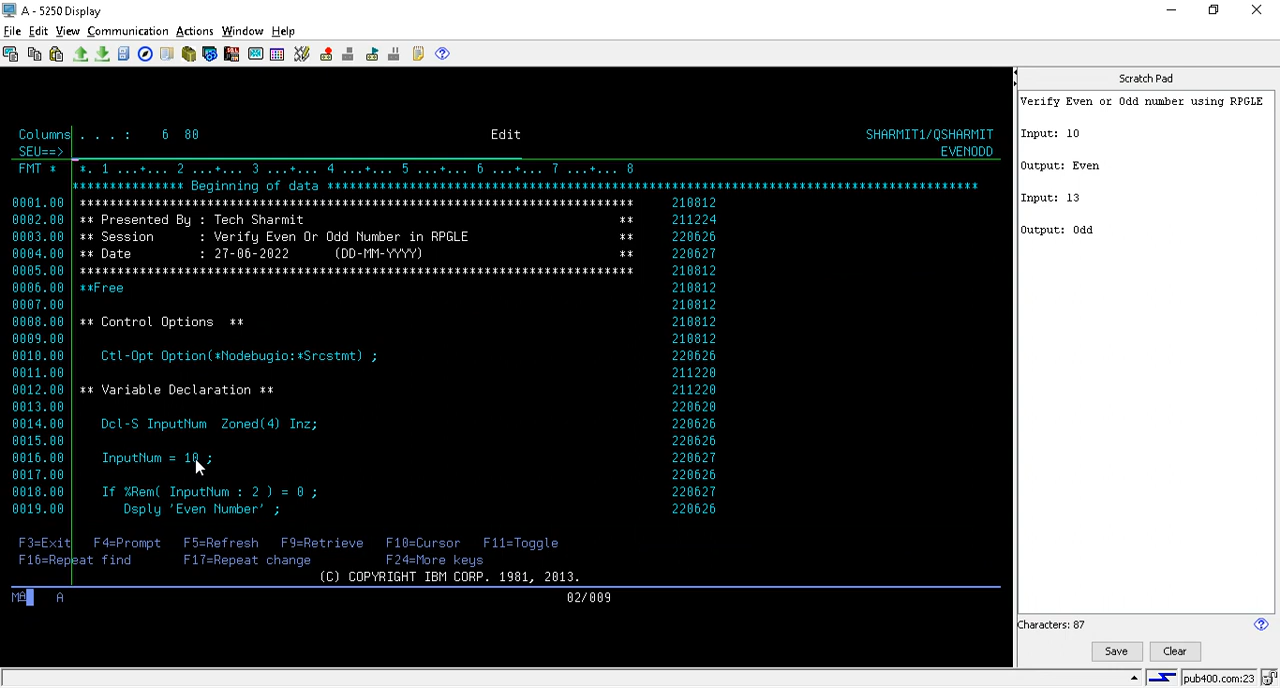 A - 5250 Display
File Edit View Communication Actions Window Help
Scratch Pad
Verify Even or Odd number using RPGLE
Input: 10
Output: Even
Input: 13
Output: Odd
Characters: 87
Save Clear
Columns . . . : 6 80 Edit SHARMIT1/QSHARMIT
SEU==> EVENODD
FMT * *. 1 ...+... 2 ...+... 3 ...+... 4 ...+... 5 ...+... 6 ...+... 7 ...+... 8
*************** Beginning of data *******************************************************************************************
0001.00 ****************************************************************************** 210812
0002.00 ** Presented By : Tech Sharmit ** 211224
0003.00 ** Session : Verify Even Or Odd Number in RPGLE ** 220626
0004.00 ** Date : 27-06-2022 (DD-MM-YYYY) ** 220627
0005.00 ****************************************************************************** 210812
0006.00 **Free 210812
0007.00 210812
0008.00 ** Control Options ** 210812
0009.00 210812
0010.00 Ctl-Opt Option(*Nodebugio:*Srcstmt) ; 220626
0011.00 211220
0012.00 ** Variable Declaration ** 211220
0013.00 220620
0014.00 Dcl-S InputNum Zoned(4) Inz; 220626
0015.00 220626
0016.00 InputNum = 10 ; 220627
0017.00 220626
0018.00 If %Rem( InputNum : 2 ) = 0 ; 220627
0019.00 Dsply 'Even Number' ; 220626
F3=Exit F4=Prompt F5=Refresh F9=Retrieve F10=Cursor F11=Toggle
F16=Repeat find F17=Repeat change F24=More keys
(C) COPYRIGHT IBM CORP. 1981, 2013.
MA A 02/009
pub400.com:23